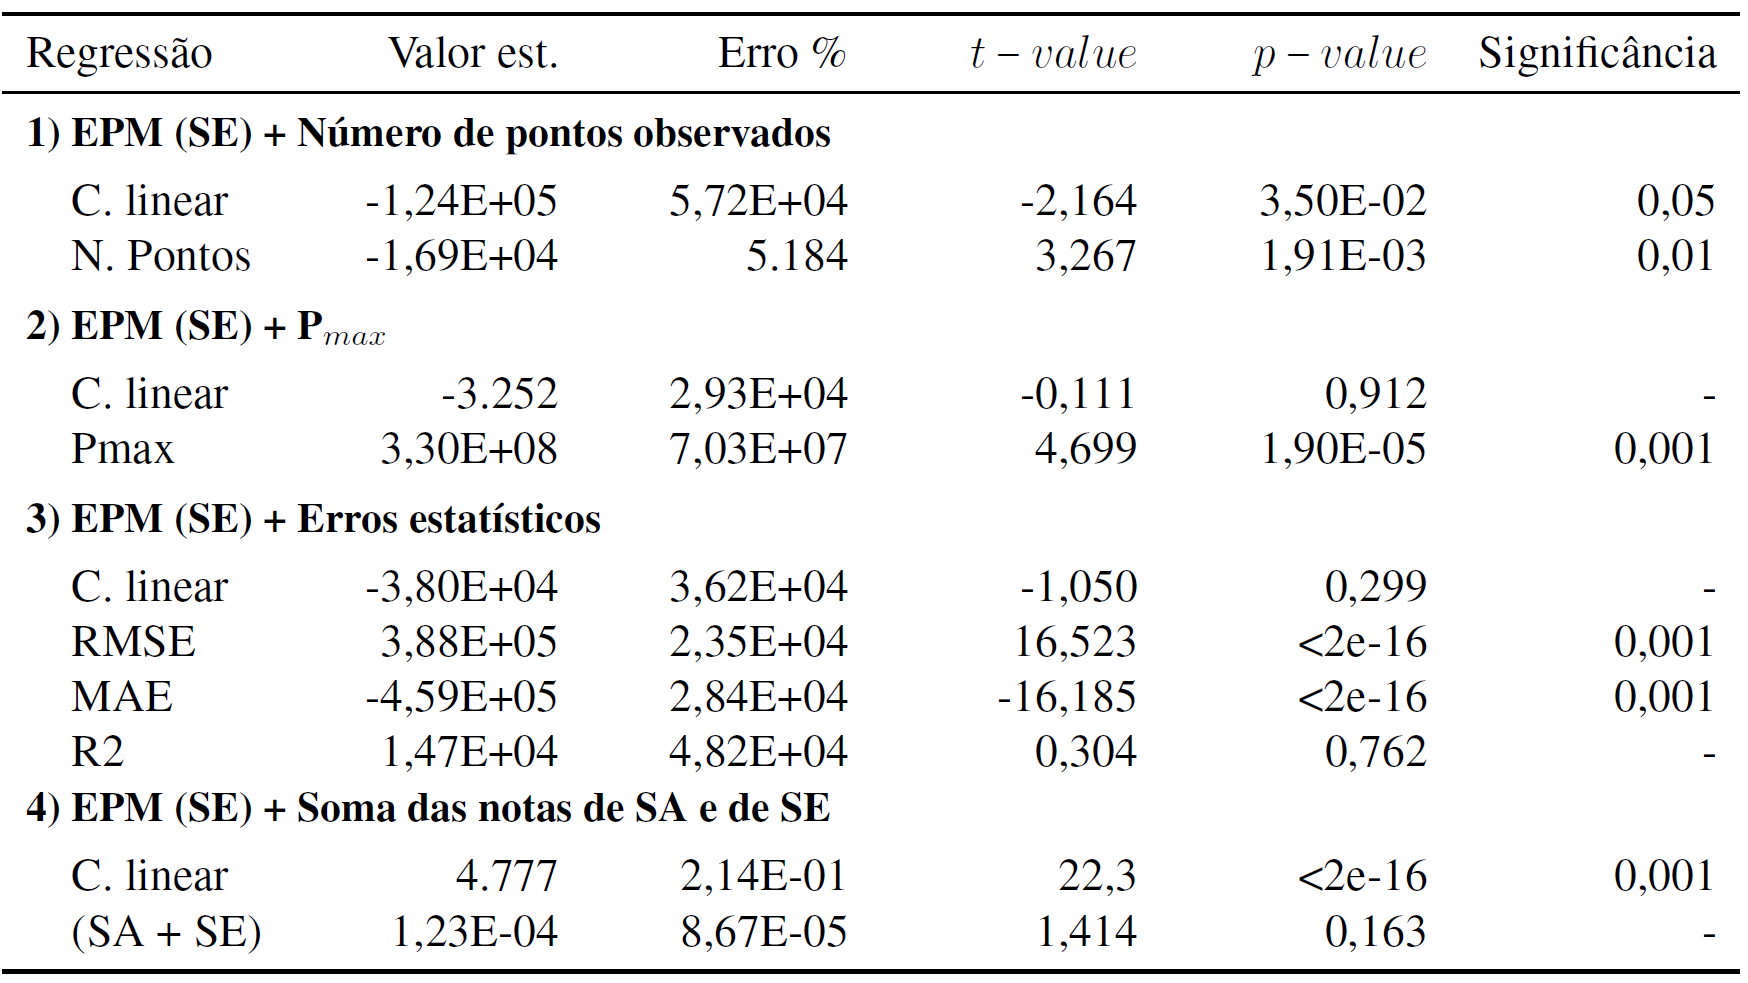 Regressão Valor est. Erro % t – value p – value Significância
1) EPM (SE) + Número de pontos observados
C. linear -1,24E+05 5,72E+04 -2,164 3,50E-02 0,05
N. Pontos -1,69E+04 5.184 3,267 1,91E-03 0,01
2) EPM (SE) + Pmax
C. linear -3.252 2,93E+04 -0,111 0,912 -
Pmax 3,30E+08 7,03E+07 4,699 1,90E-05 0,001
3) EPM (SE) + Erros estatísticos
C. linear -3,80E+04 3,62E+04 -1,050 0,299 -
RMSE 3,88E+05 2,35E+04 16,523 <2e-16 0,001
MAE -4,59E+05 2,84E+04 -16,185 <2e-16 0,001
R2 1,47E+04 4,82E+04 0,304 0,762 -
4) EPM (SE) + Soma das notas de SA e de SE
C. linear 4.777 2,14E-01 22,3 <2e-16 0,001
(SA + SE) 1,23E-04 8,67E-05 1,414 0,163 -